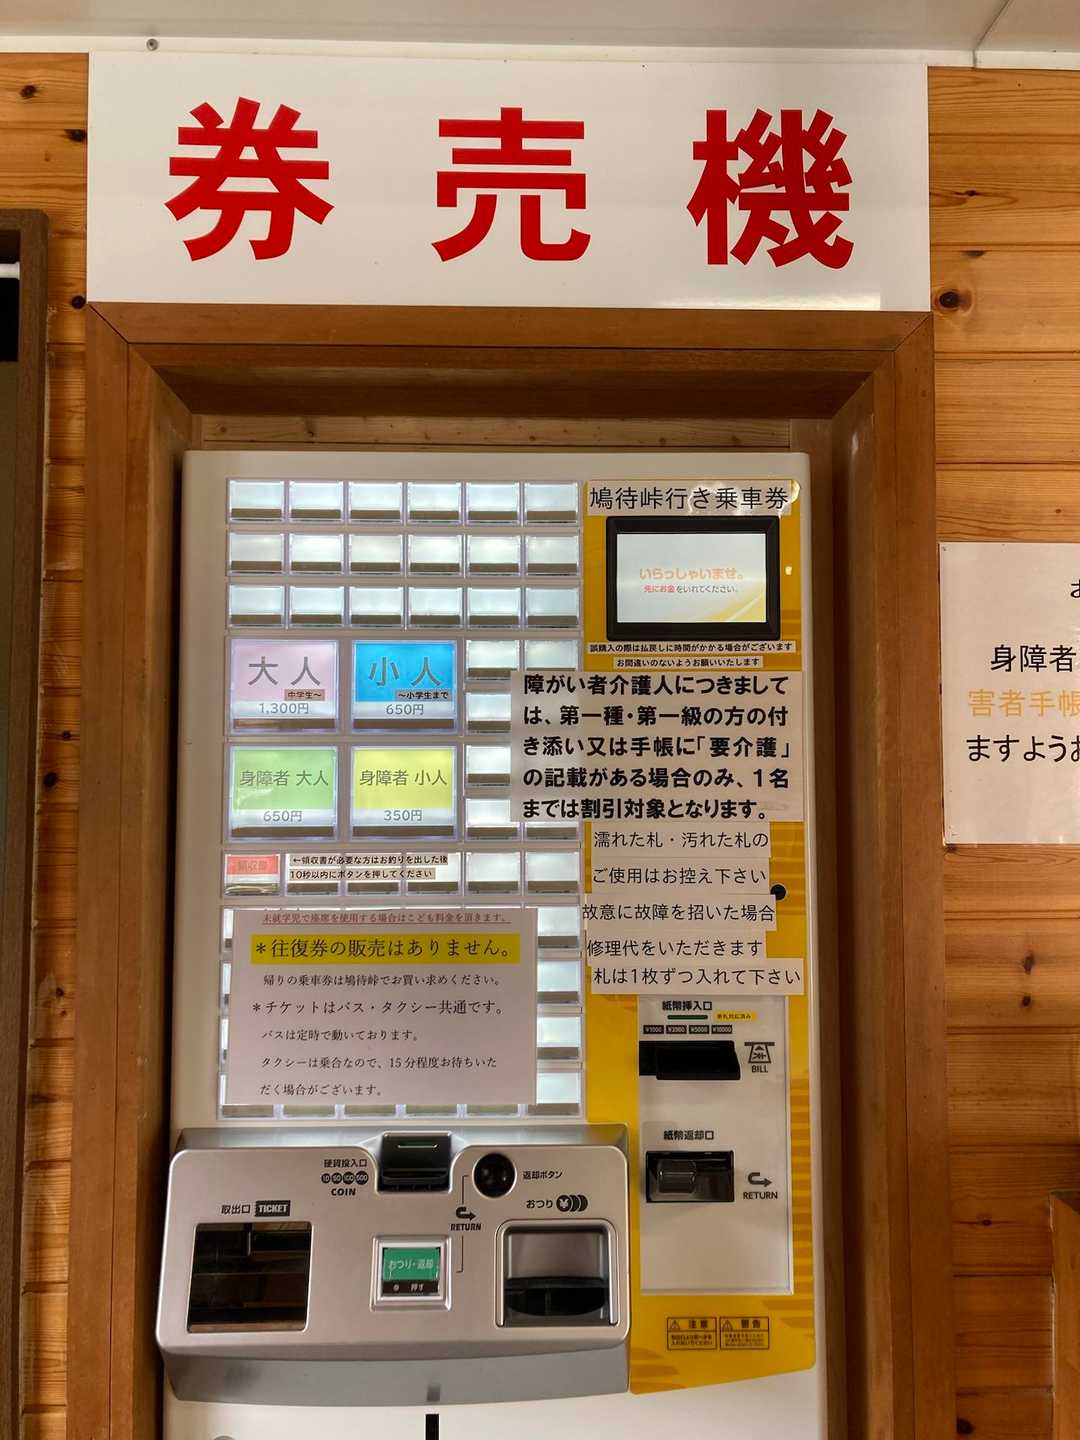 券売機
鳩待峠行き乗車券
いらっしゃいませ。
先にお金をいれてください。
誤購入の際は払戻しに時間がかかる場合がございます
お間違いのないようお願いいたします
大人
中学生〜
1,300円
小人
〜小学生まで
650円
身障者 大人
650円
身障者 小人
350円
障がい者介護人につきまして
は、第一種・第一級の方の付
き添い又は手帳に「要介護」
の記載がある場合のみ、1名
までは割引対象となります。
濡れた札・汚れた札の
ご使用はお控え下さい
故意に故障を招いた場合
修理代をいただきます
札は1枚ずつ入れて下さい
領収書
←領収書が必要な方はお釣りを出した後
10秒以内にボタンを押してください
未就学児で座席を使用する場合はこども料金を頂きます。
*往復券の販売はありません。
帰りの乗車券は鳩待峠でお買い求めください。
*チケットはバス・タクシー共通です。
バスは定時で動いております。
タクシーは乗合なので、15分程度お待ちいた
だく場合がございます。
紙幣挿入口
新札対応済み
¥1000 ¥2000 ¥5000 ¥10000
BILL
紙幣返却口
RETURN
硬貨投入口
10 50 100 500
COIN
返却ボタン
取出口 TICKET
RETURN
おつり ¥
おつり・返却
押す
注意
警告
お
身障者
害者手帳
ますようお